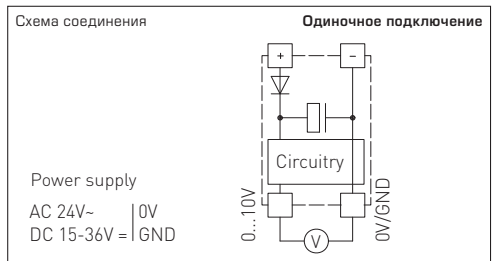 Схема соединения
Одиночное подключение
+ −
Circuitry
Power supply
AC 24V~ 0V
DC 15-36V = GND
0...10V
0V/GND
V